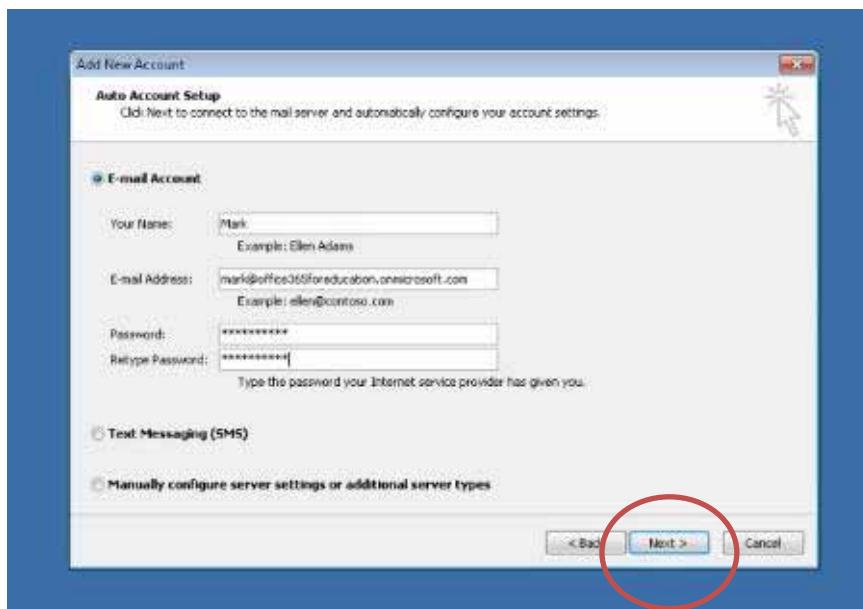 Add New Account
Auto Account Setup
Click Next to connect to the mail server and automatically configure your account settings.
E-mail Account
Your Name: Mark
Example: Ellen Adams
E-mail Address: mark@office365foreducation.onmicrosoft.com
Example: ellen@contoso.com
Password: **********
Retype Password: **********
Type the password your Internet service provider has given you.
Text Messaging (SMS)
Manually configure server settings or additional server types
< Back Next > Cancel